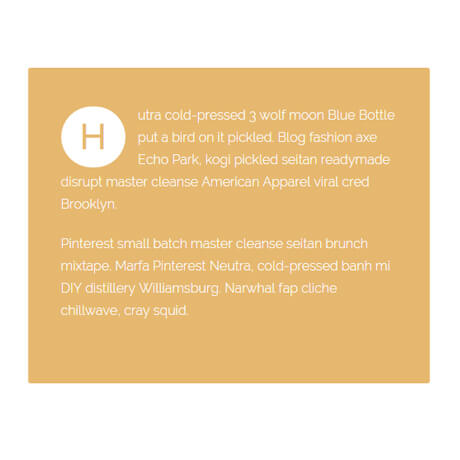 Hutra cold-pressed 3 wolf moon Blue Bottle
put a bird on it pickled. Blog fashion axe
Echo Park, kogi pickled seitan readymade
disrupt master cleanse American Apparel viral cred
Brooklyn.
Pinterest small batch master cleanse seitan brunch
mixtape. Marfa Pinterest Neutra, cold-pressed banh mi
DIY distillery Williamsburg. Narwhal fap cliche
chillwave, cray squid.